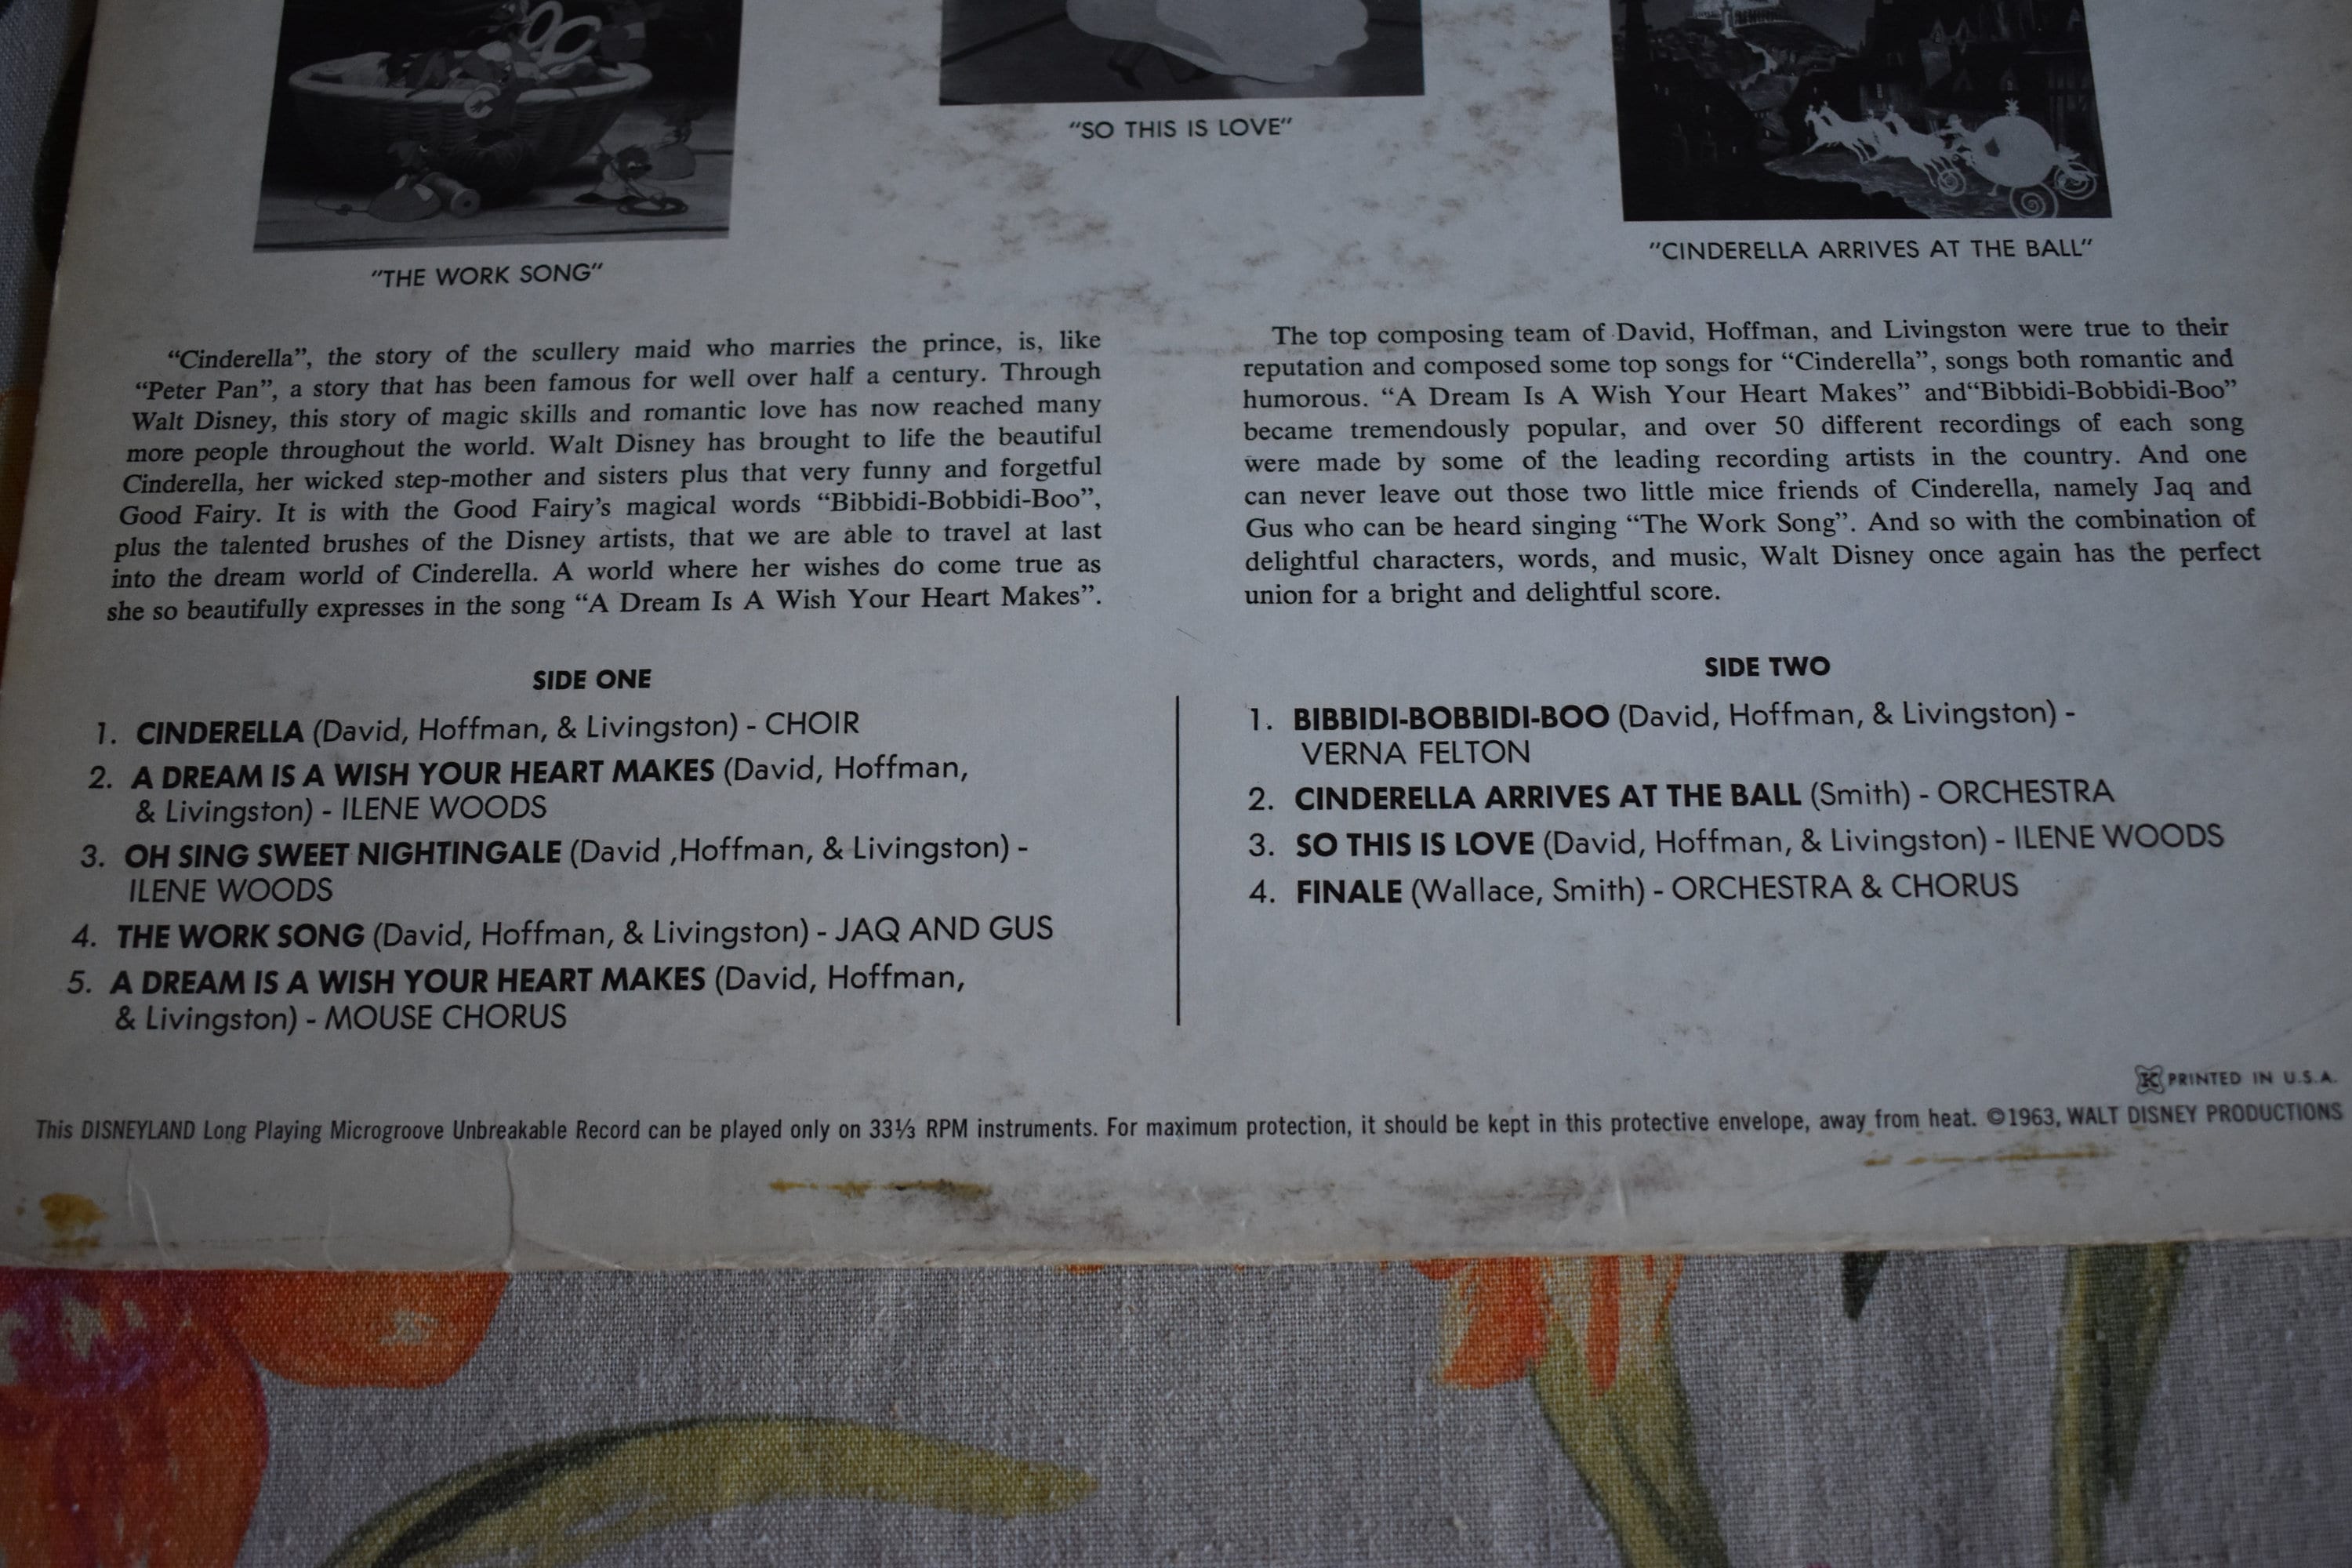 "SO THIS IS LOVE"
"THE WORK SONG"
"CINDERELLA ARRIVES AT THE BALL"
"Cinderella", the story of the scullery maid who marries the prince, is, like
"Peter Pan", a story that has been famous for well over half a century. Through
Walt Disney, this story of magic skills and romantic love has now reached many
more people throughout the world. Walt Disney has brought to life the beautiful
Cinderella, her wicked step-mother and sisters plus that very funny and forgetful
Good Fairy. It is with the Good Fairy's magical words "Bibbidi-Bobbidi-Boo",
plus the talented brushes of the Disney artists, that we are able to travel at last
into the dream world of Cinderella. A world where her wishes do come true as
she so beautifully expresses in the song "A Dream Is A Wish Your Heart Makes".
The top composing team of David, Hoffman, and Livingston were true to their
reputation and composed some top songs for "Cinderella", songs both romantic and
humorous. "A Dream Is A Wish Your Heart Makes" and"Bibbidi-Bobbidi-Boo"
became tremendously popular, and over 50 different recordings of each song
were made by some of the leading recording artists in the country. And one
can never leave out those two little mice friends of Cinderella, namely Jaq and
Gus who can be heard singing "The Work Song". And so with the combination of
delightful characters, words, and music, Walt Disney once again has the perfect
union for a bright and delightful score.
SIDE ONE
1. CINDERELLA (David, Hoffman, & Livingston) - CHOIR
2. A DREAM IS A WISH YOUR HEART MAKES (David, Hoffman,
& Livingston) - ILENE WOODS
3. OH SING SWEET NIGHTINGALE (David ,Hoffman, & Livingston) -
ILENE WOODS
4. THE WORK SONG (David, Hoffman, & Livingston) - JAQ AND GUS
5. A DREAM IS A WISH YOUR HEART MAKES (David, Hoffman,
& Livingston) - MOUSE CHORUS
SIDE TWO
1. BIBBIDI-BOBBIDI-BOO (David, Hoffman, & Livingston) -
VERNA FELTON
2. CINDERELLA ARRIVES AT THE BALL (Smith) - ORCHESTRA
3. SO THIS IS LOVE (David, Hoffman, & Livingston) - ILENE WOODS
4. FINALE (Wallace, Smith) - ORCHESTRA & CHORUS
PRINTED IN U.S.A.
This DISNEYLAND Long Playing Microgroove Unbreakable Record can be played only on 33⅓ RPM instruments. For maximum protection, it should be kept in this protective envelope, away from heat. ©1963, WALT DISNEY PRODUCTIONS